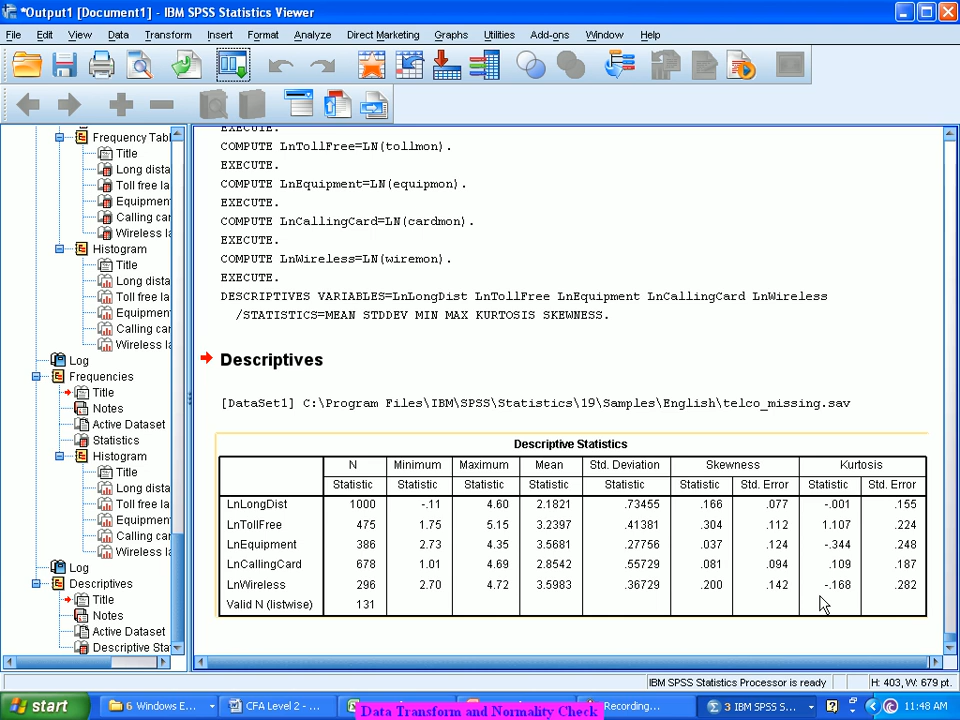 *Output1 [Document1] - IBM SPSS Statistics Viewer
File Edit View Data Transform Insert Format Analyze Direct Marketing Graphs Utilities Add-ons Window Help
Frequency Tabl
Title
Long dista
Toll free la
Equipment
Calling car
Wireless la
Histogram
Title
Long dista
Toll free la
Equipment
Calling car
Wireless la
Log
Frequencies
Title
Notes
Active Dataset
Statistics
Histogram
Title
Long dista
Toll free la
Equipment
Calling car
Wireless la
Log
Descriptives
Title
Notes
Active Dataset
Descriptive Sta
EXECUTE.
COMPUTE LnTollFree=LN(tollmon).
EXECUTE.
COMPUTE LnEquipment=LN(equipmon).
EXECUTE.
COMPUTE LnCallingCard=LN(cardmon).
EXECUTE.
COMPUTE LnWireless=LN(wiremon).
EXECUTE.
DESCRIPTIVES VARIABLES=LnLongDist LnTollFree LnEquipment LnCallingCard LnWireless
/STATISTICS=MEAN STDDEV MIN MAX KURTOSIS SKEWNESS.
Descriptives
[DataSet1] C:\Program Files\IBM\SPSS\Statistics\19\Samples\English\telco_missing.sav
Descriptive Statistics
N Minimum Maximum Mean Std. Deviation Skewness Kurtosis
Statistic Statistic Statistic Statistic Statistic Statistic Std. Error Statistic Std. Error
LnLongDist 1000 -.11 4.60 2.1821 .73455 .166 .077 -.001 .155
LnTollFree 475 1.75 5.15 3.2397 .41381 .304 .112 1.107 .224
LnEquipment 386 2.73 4.35 3.5681 .27756 .037 .124 -.344 .248
LnCallingCard 678 1.01 4.69 2.8542 .55729 .081 .094 .109 .187
LnWireless 296 2.70 4.72 3.5983 .36729 .200 .142 -.168 .282
Valid N (listwise) 131
IBM SPSS Statistics Processor is ready H: 403, W: 679 pt.
start 6 Windows E... CFA Level 2 - ... Recording... 3 IBM SPSS S... 11:48 AM
Data Transform and Normality Check